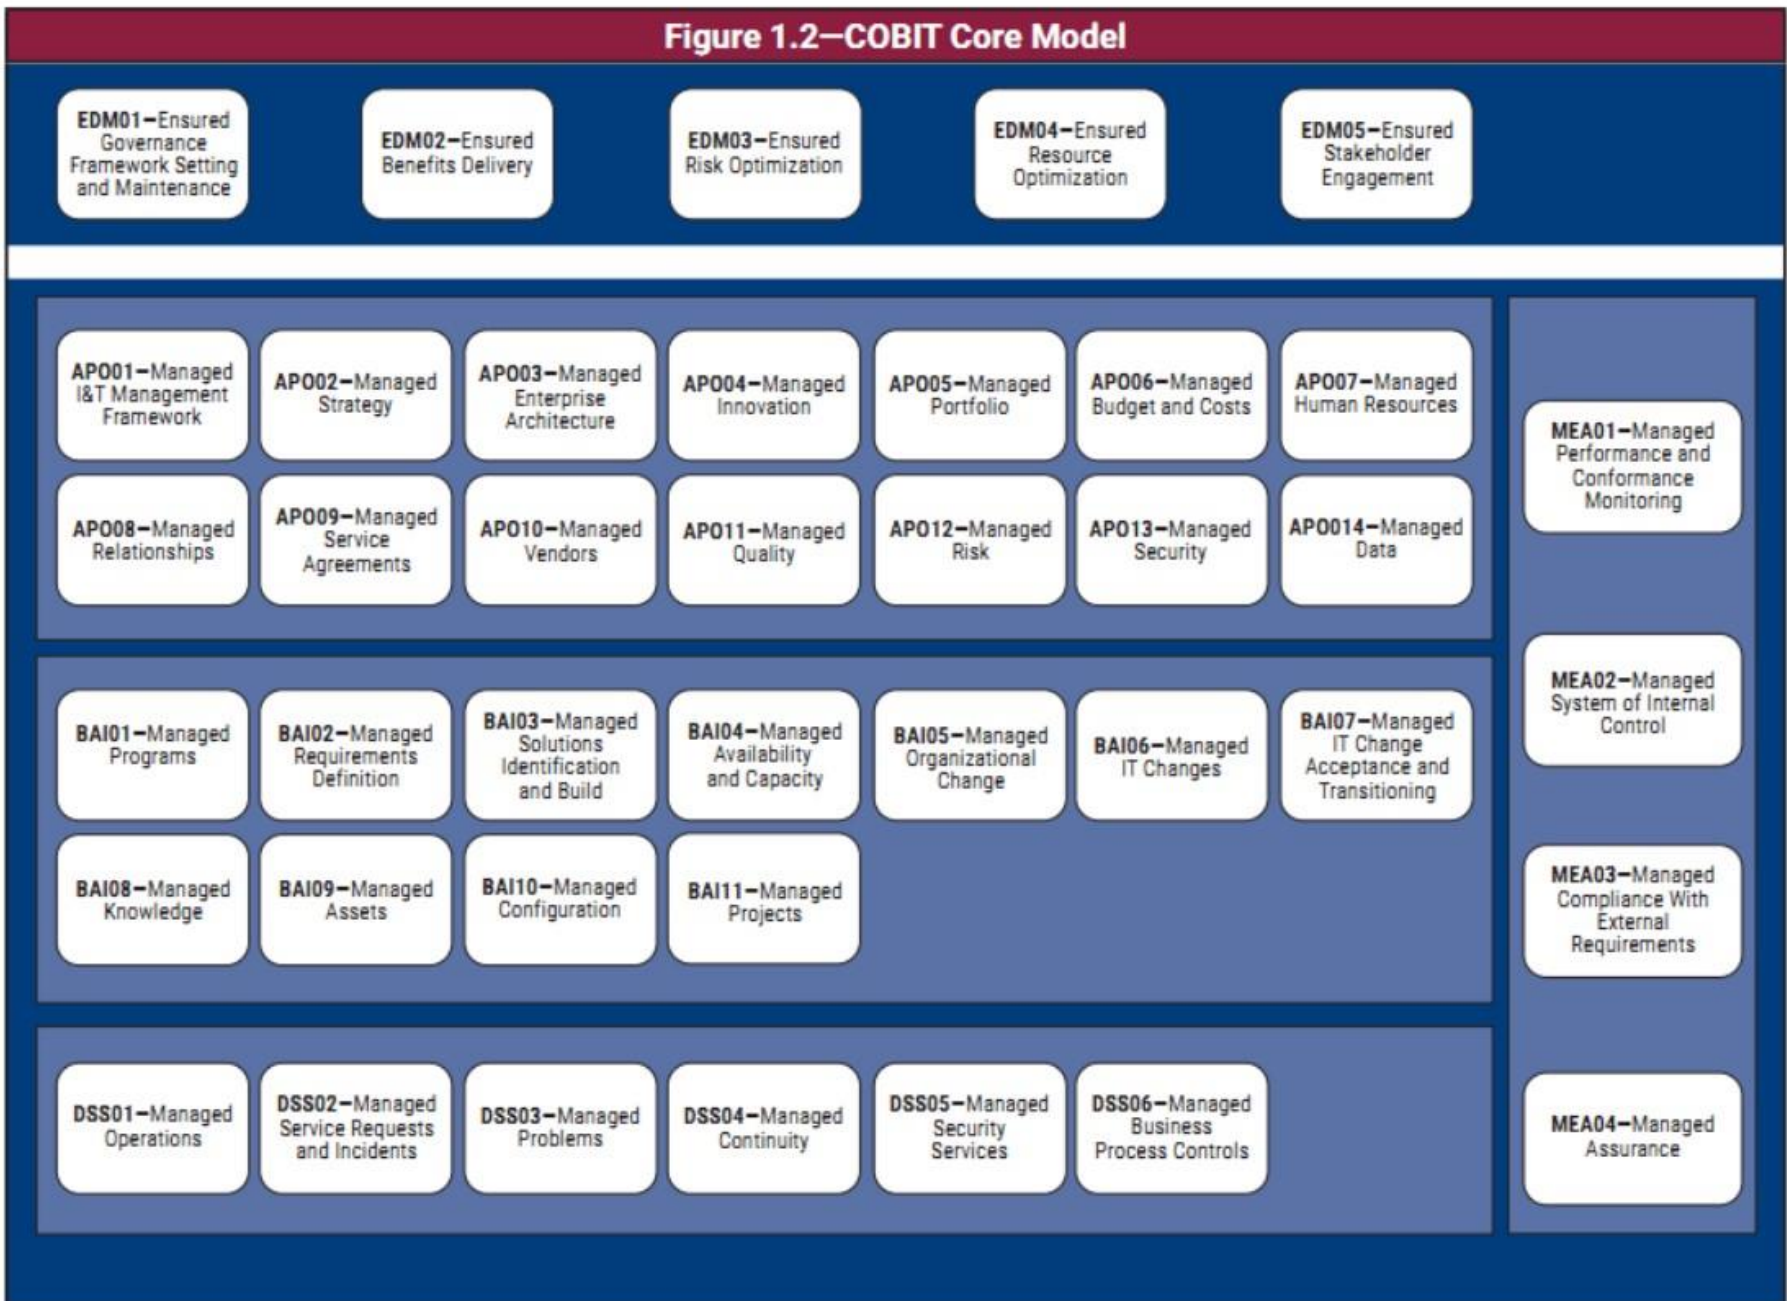 Figure 1.2—COBIT Core Model
EDM01—Ensured
Governance
Framework Setting
and Maintenance
EDM02—Ensured
Benefits Delivery
EDM03—Ensured
Risk Optimization
EDM04—Ensured
Resource
Optimization
EDM05—Ensured
Stakeholder
Engagement
APO01—Managed
I&T Management
Framework
APO02—Managed
Strategy
APO03—Managed
Enterprise
Architecture
APO04—Managed
Innovation
APO05—Managed
Portfolio
APO06—Managed
Budget and Costs
APO07—Managed
Human Resources
APO08—Managed
Relationships
APO09—Managed
Service
Agreements
APO10—Managed
Vendors
APO11—Managed
Quality
APO12—Managed
Risk
APO13—Managed
Security
APO014—Managed
Data
BAI01—Managed
Programs
BAI02—Managed
Requirements
Definition
BAI03—Managed
Solutions
Identification
and Build
BAI04—Managed
Availability
and Capacity
BAI05—Managed
Organizational
Change
BAI06—Managed
IT Changes
BAI07—Managed
IT Change
Acceptance and
Transitioning
BAI08—Managed
Knowledge
BAI09—Managed
Assets
BAI10—Managed
Configuration
BAI11—Managed
Projects
DSS01—Managed
Operations
DSS02—Managed
Service Requests
and Incidents
DSS03—Managed
Problems
DSS04—Managed
Continuity
DSS05—Managed
Security
Services
DSS06—Managed
Business
Process Controls
MEA01—Managed
Performance and
Conformance
Monitoring
MEA02—Managed
System of Internal
Control
MEA03—Managed
Compliance With
External
Requirements
MEA04—Managed
Assurance